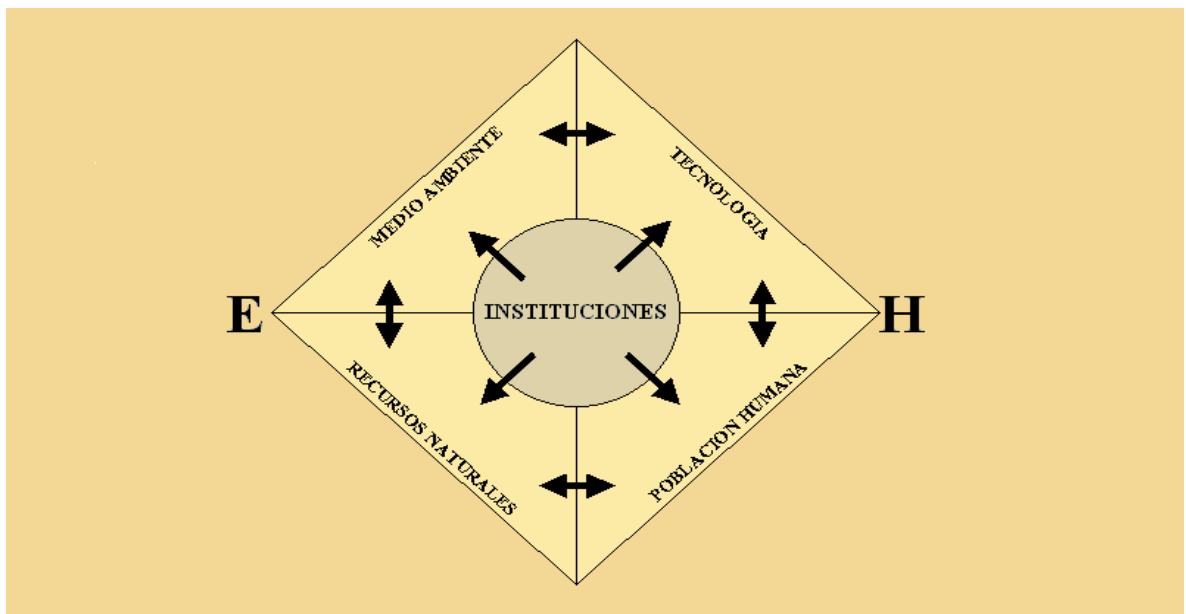 MEDIO AMBIENTE
TECNOLOGIA
E
INSTITUCIONES
H
RECURSOS NATURALES
POBLACION HUMANA